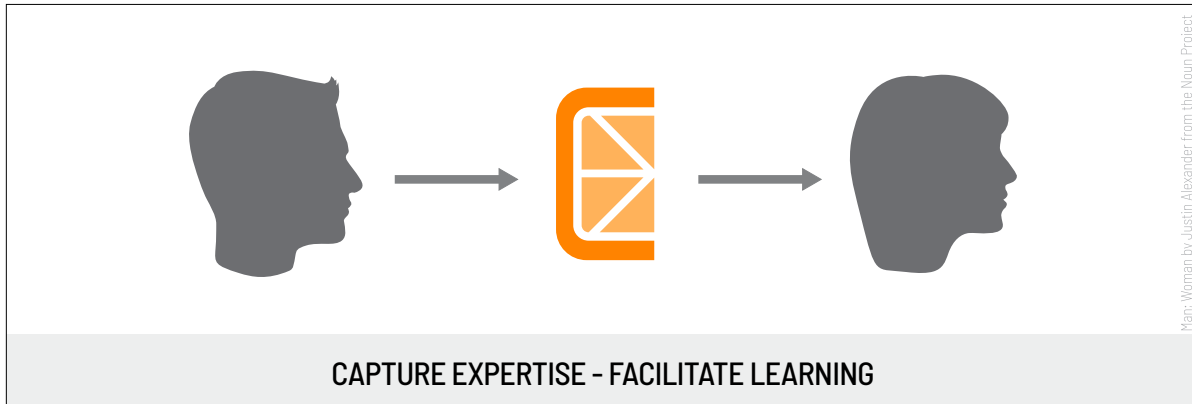 Man; Woman by Justin Alexander from the Noun Project
CAPTURE EXPERTISE - FACILITATE LEARNING